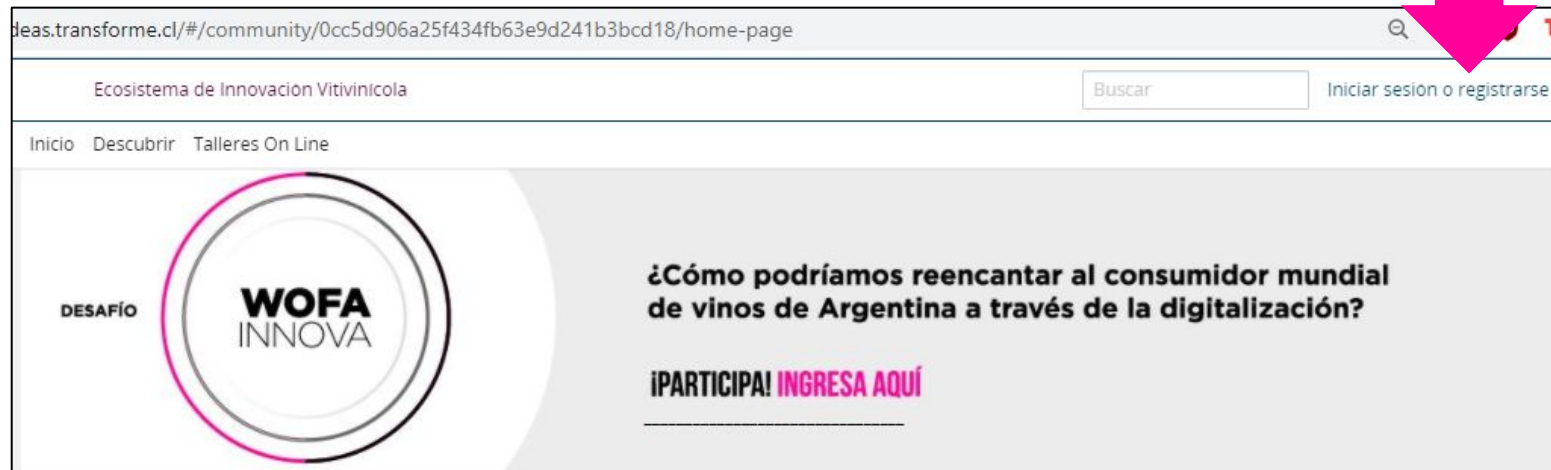 deas.transforme.cl/#/community/0cc5d906a25f434fb63e9d241b3bcd18/home-page
Ecosistema de Innovación Vitivinícola
Buscar
Iniciar sesión o registrarse
Inicio Descubrir Talleres On Line
DESAFÍO
WOFA
INNOVA
¿Cómo podríamos reencantar al consumidor mundial
de vinos de Argentina a través de la digitalización?
¡PARTICIPA! INGRESA AQUÍ